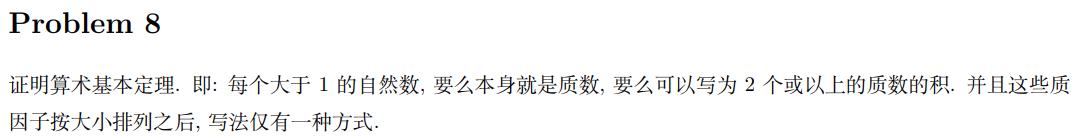 Problem 8
证明算术基本定理. 即: 每个大于 1 的自然数, 要么本身就是质数, 要么可以写为 2 个或以上的质数的积. 并且这些质
因子按大小排列之后, 写法仅有一种方式.